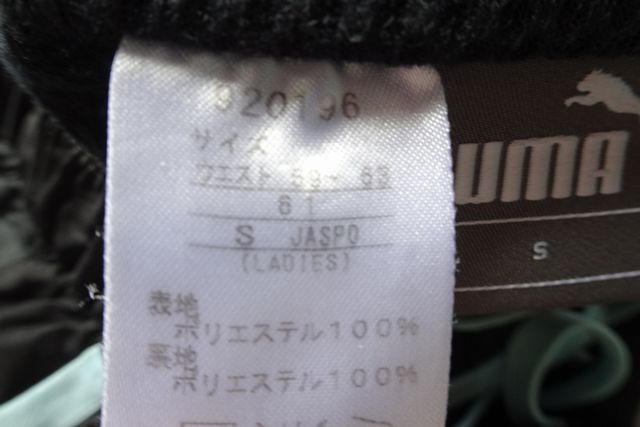 920196
サイズ
ウエスト 59～63
61
S JASPO
(LADIES)
表地
ポリエステル100%
裏地
ポリエステル100%
UMA
S